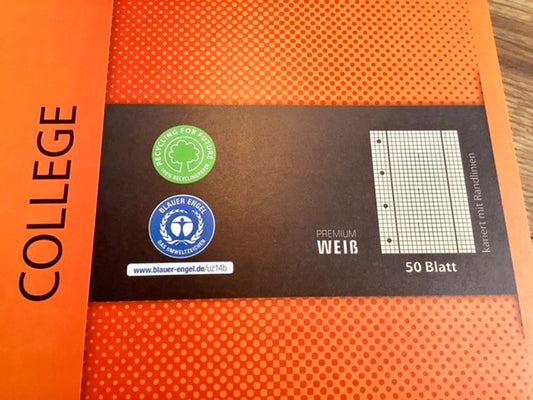 COLLEGE
RECYCLING FOR FUTURE
100% RECYCLINGPAPIER
BLAUER ENGEL
DAS UMWELTZEICHEN
www.blauer-engel.de/uz14b
PREMIUM
WEIß
50 Blatt
kariert mit Randlinien